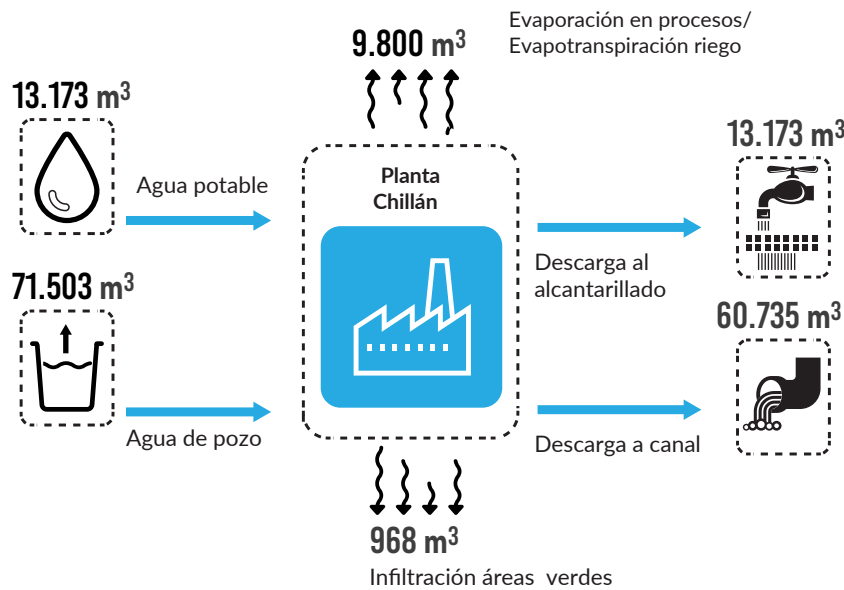 Evaporación en procesos/
Evapotranspiración riego
9.800 m³
13.173 m³
Agua potable
Planta
Chillán
13.173 m³
Descarga al
alcantarillado
71.503 m³
Agua de pozo
60.735 m³
Descarga a canal
968 m³
Infiltración áreas verdes